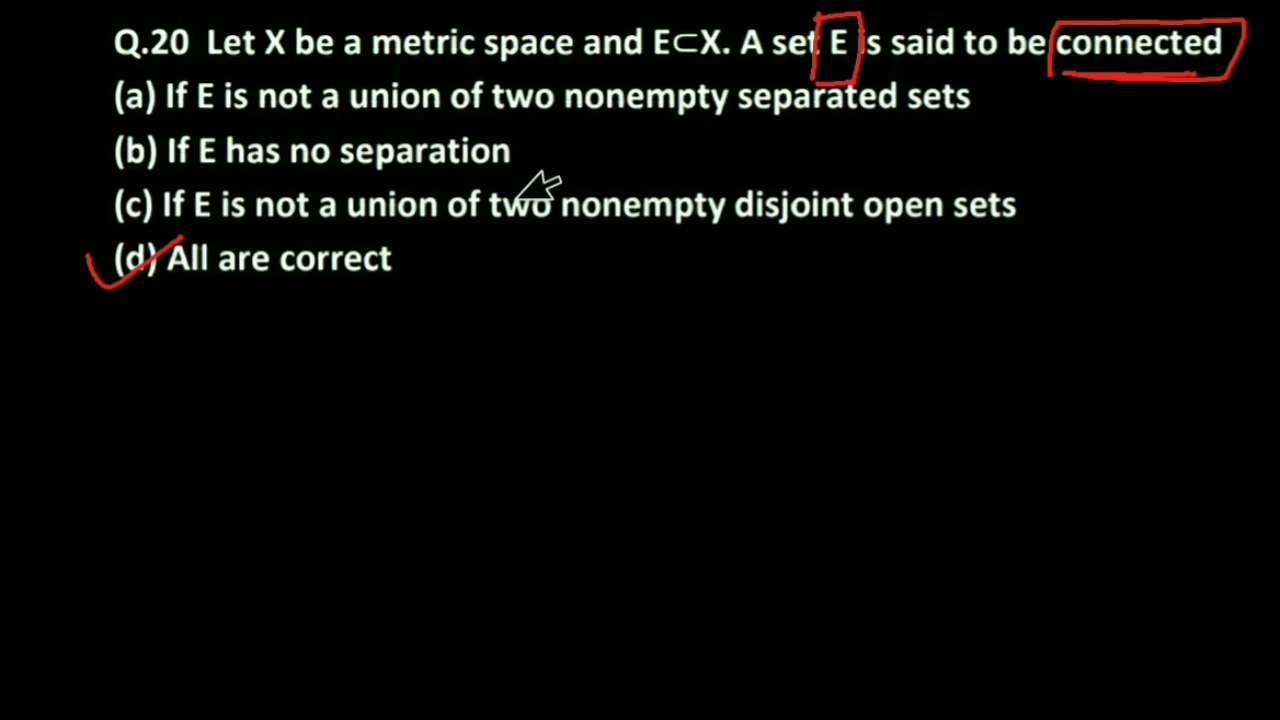 Q.20 Let X be a metric space and E⊂X. A set E is said to be connected
(a) If E is not a union of two nonempty separated sets
(b) If E has no separation
(c) If E is not a union of two nonempty disjoint open sets
(d) All are correct